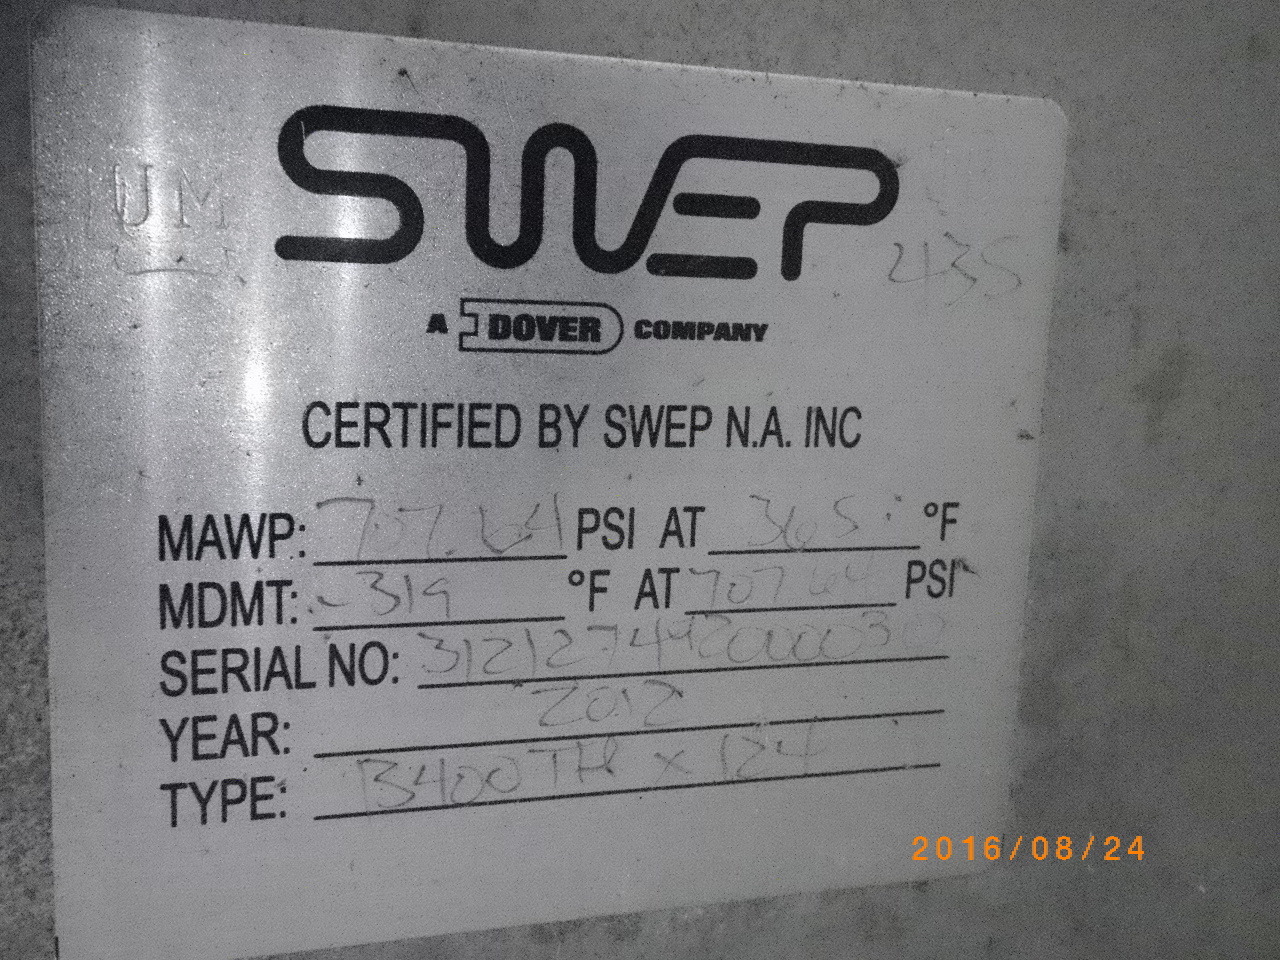 UM
SWEP
435
A DOVER COMPANY
CERTIFIED BY SWEP N.A. INC
MAWP: 707.64 PSI AT 365 °F
MDMT: -319 °F AT 707.64 PSI
SERIAL NO:
YEAR: 2012
TYPE: B400TH x 124
2016/08/24